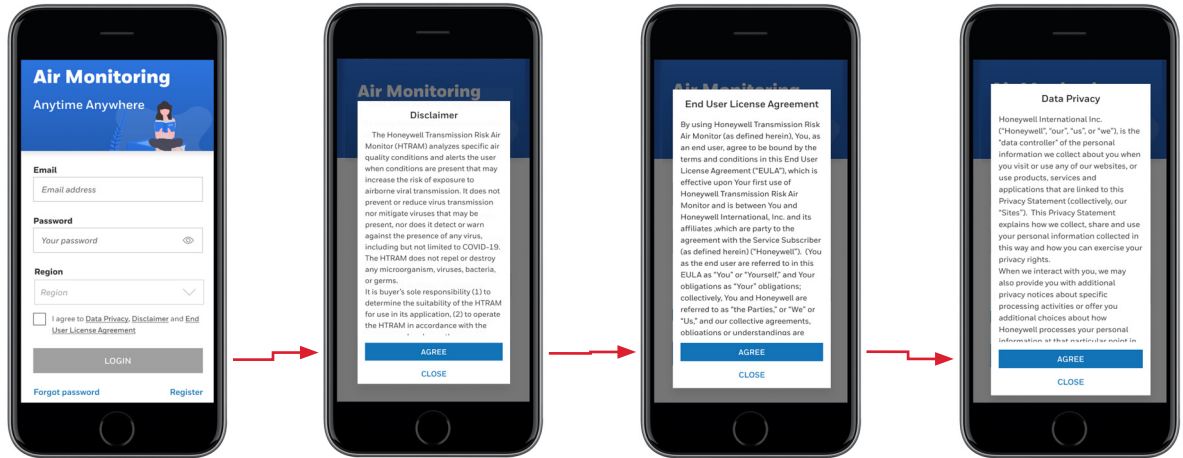 Air Monitoring
Anytime Anywhere
Email
Email address
Password
Your password
Region
Region
I agree to Data Privacy, Disclaimer and End
User License Agreement
LOGIN
Forgot password Register
Air Monitoring
Disclaimer
The Honeywell Transmission Risk Air
Monitor (HTRAM) analyzes specific air
quality conditions and alerts the user
when conditions are present that may
increase the risk of exposure to
airborne viral transmission. It does not
prevent or reduce virus transmission
nor mitigate viruses that may be
present, nor does it detect or warn
against the presence of any virus,
including but not limited to COVID-19.
The HTRAM does not repel or destroy
any microorganism, viruses, bacteria,
or germs.
It is buyer's sole responsibility (1) to
determine the suitability of the HTRAM
for use in its application, (2) to operate
the HTRAM in accordance with the
AGREE
CLOSE
Air Monitoring
End User License Agreement
By using Honeywell Transmission Risk
Air Monitor (as defined herein), You, as
an end user, agree to be bound by the
terms and conditions in this End User
License Agreement ("EULA"), which is
effective upon Your first use of
Honeywell Transmission Risk Air
Monitor and is between You and
Honeywell International, Inc. and its
affiliates ,which are party to the
agreement with the Service Subscriber
(as defined herein) ("Honeywell"). (You
as the end user are referred to in this
EULA as "You" or "Yourself," and Your
obligations as "Your" obligations;
collectively, You and Honeywell are
referred to as "the Parties," or "We" or
"Us," and our collective agreements,
obligations or understandings are
AGREE
CLOSE
Data Privacy
Honeywell International Inc.
("Honeywell", "our", "us", or "we"), is the
"data controller" of the personal
information we collect about you when
you visit or use any of our websites, or
use products, services and
applications that are linked to this
Privacy Statement (collectively, our
"Sites"). This Privacy Statement
explains how we collect, share and use
your personal information collected in
this way and how you can exercise your
privacy rights.
When we interact with you, we may
also provide you with additional
privacy notices about specific
processing activities or offer you
additional choices about how
Honeywell processes your personal
information at that particular point in
AGREE
CLOSE